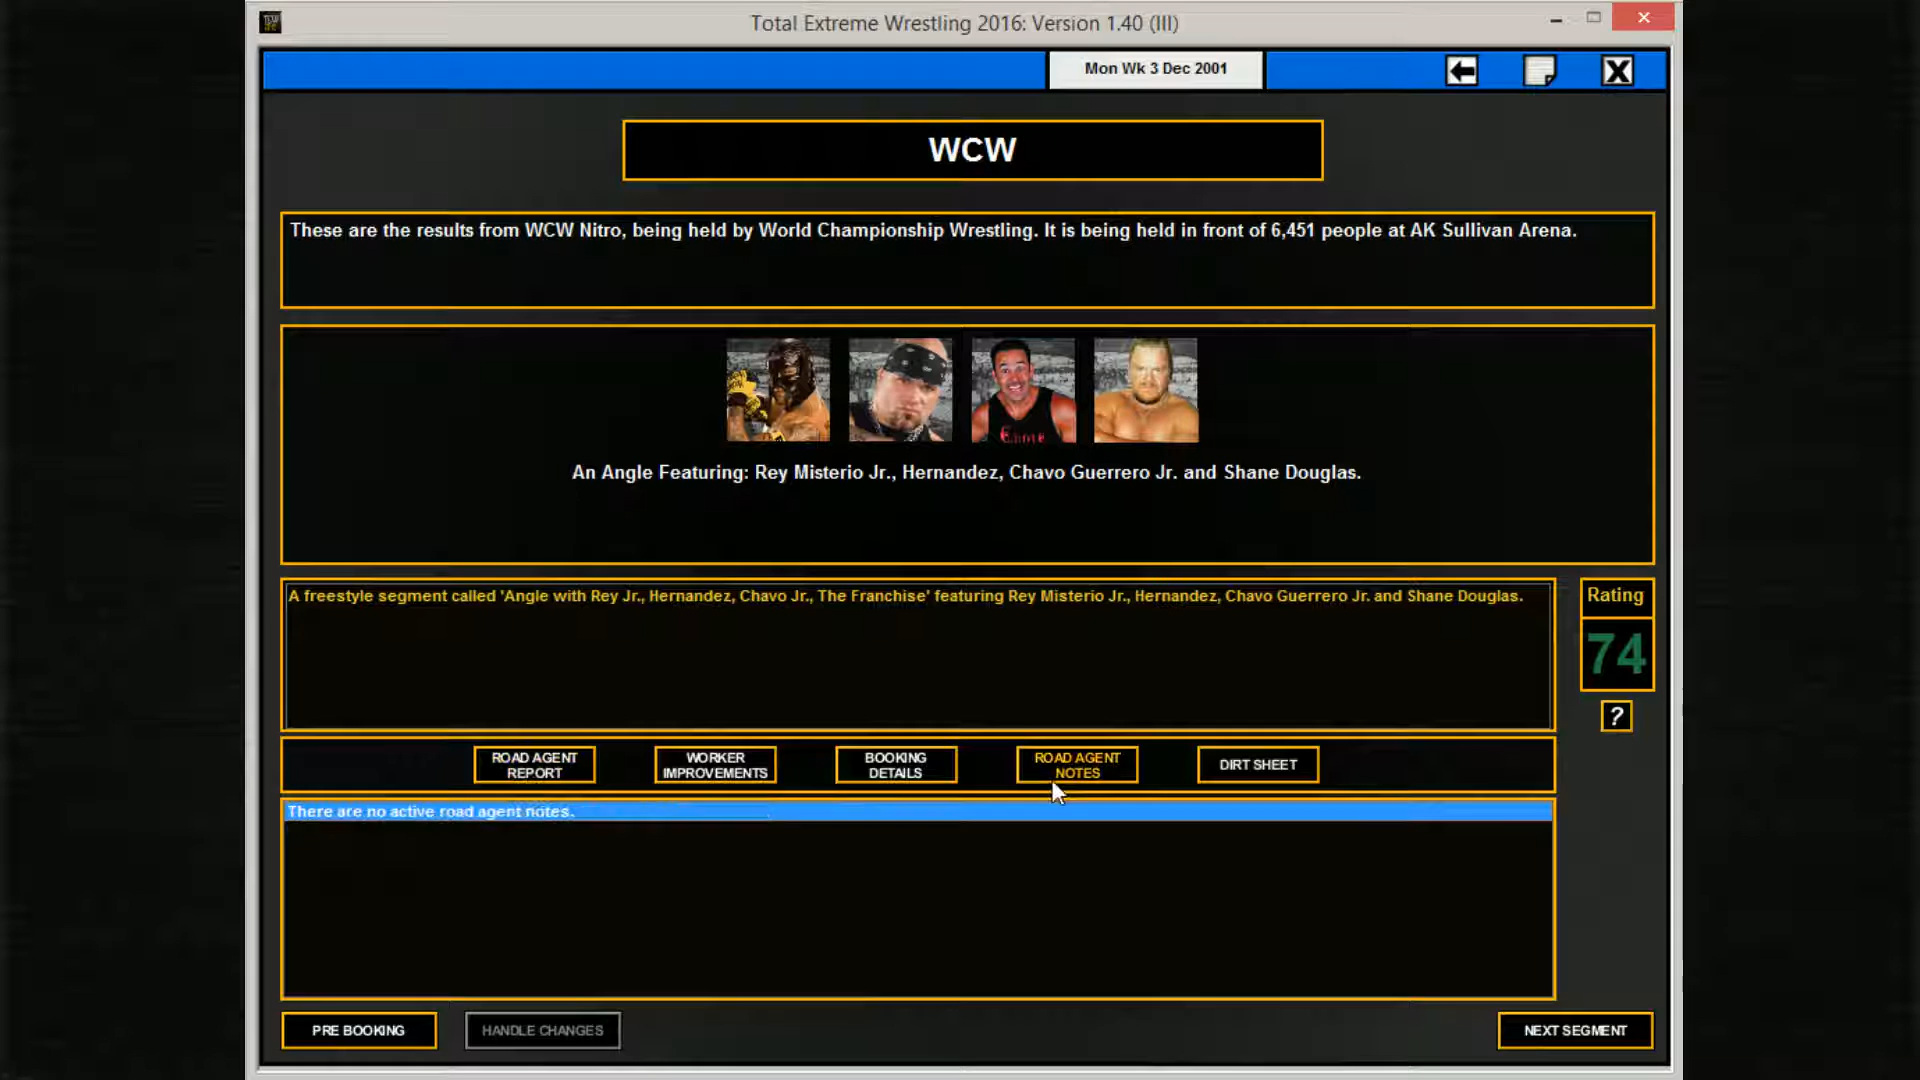 Total Extreme Wrestling 2016: Version 1.40 (III)
Mon Wk 3 Dec 2001
WCW
These are the results from WCW Nitro, being held by World Championship Wrestling. It is being held in front of 6,451 people at AK Sullivan Arena.
An Angle Featuring: Rey Misterio Jr., Hernandez, Chavo Guerrero Jr. and Shane Douglas.
A freestyle segment called 'Angle with Rey Jr., Hernandez, Chavo Jr., The Franchise' featuring Rey Misterio Jr., Hernandez, Chavo Guerrero Jr. and Shane Douglas.
Rating
74
?
ROAD AGENT
REPORT
WORKER
IMPROVEMENTS
BOOKING
DETAILS
ROAD AGENT
NOTES
DIRT SHEET
There are no active road agent notes.
PRE BOOKING
HANDLE CHANGES
NEXT SEGMENT